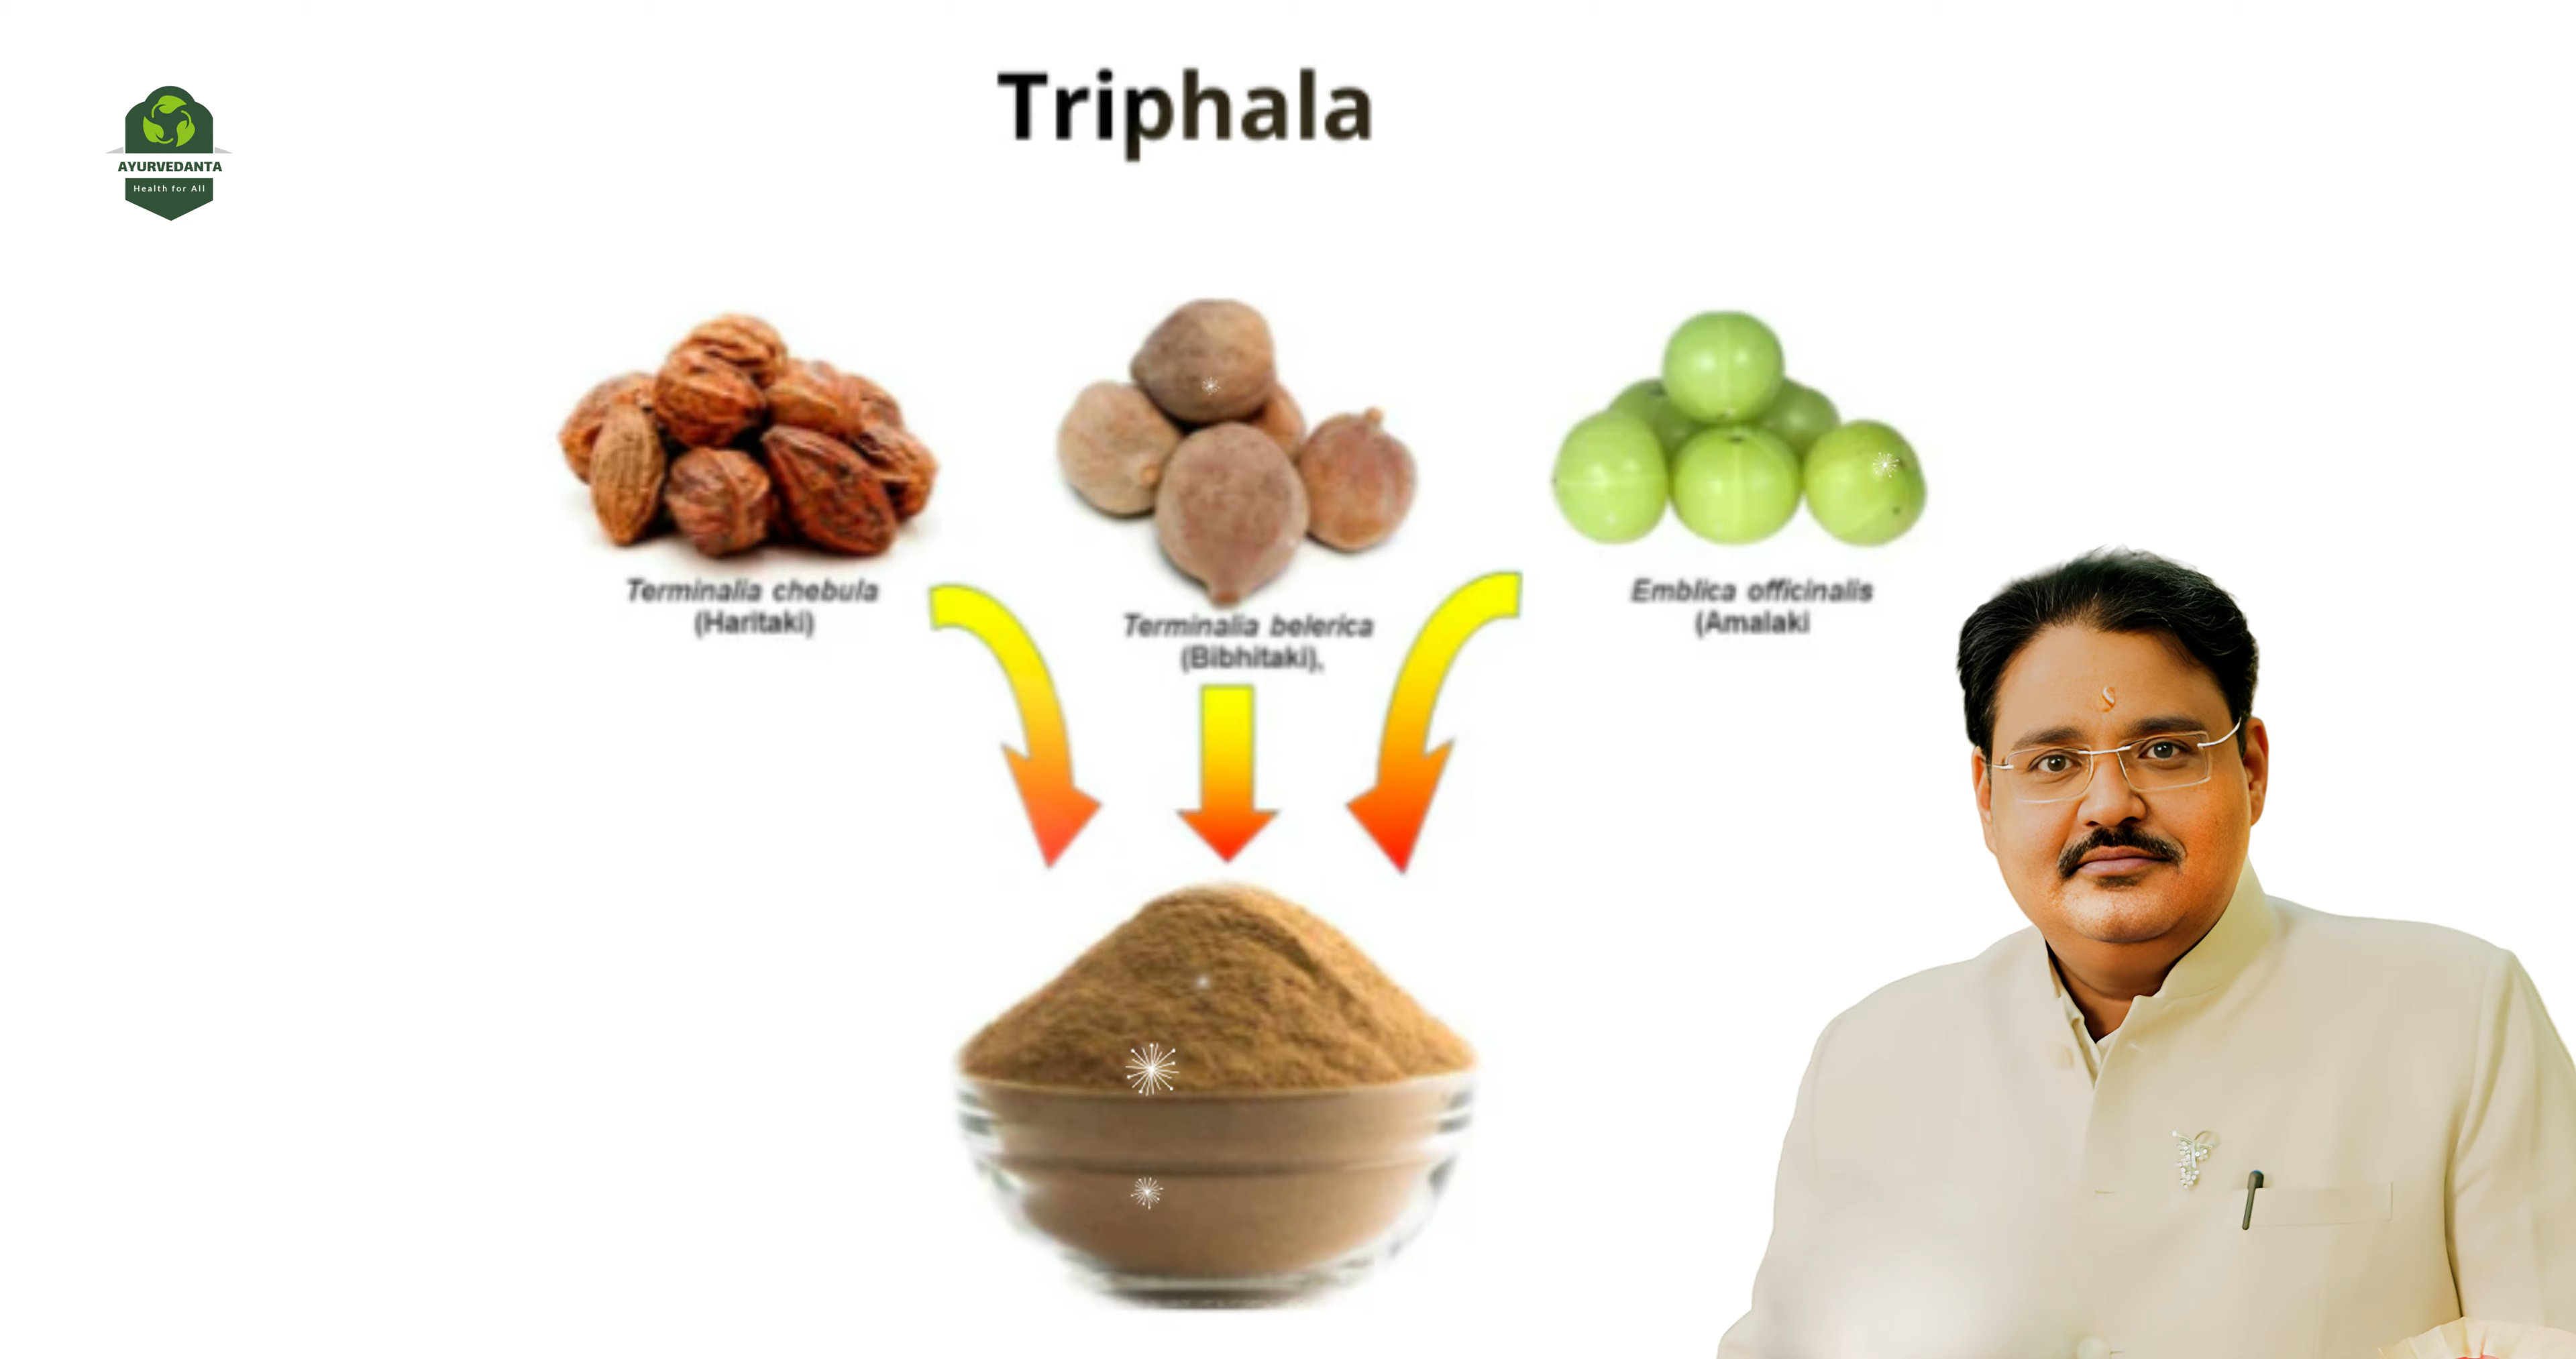 Triphala
AYURVEDANTA
Health for All
Terminalia chebula
(Haritaki)
Terminalia belerica
(Bibhitaki),
Emblica officinalis
(Amalaki